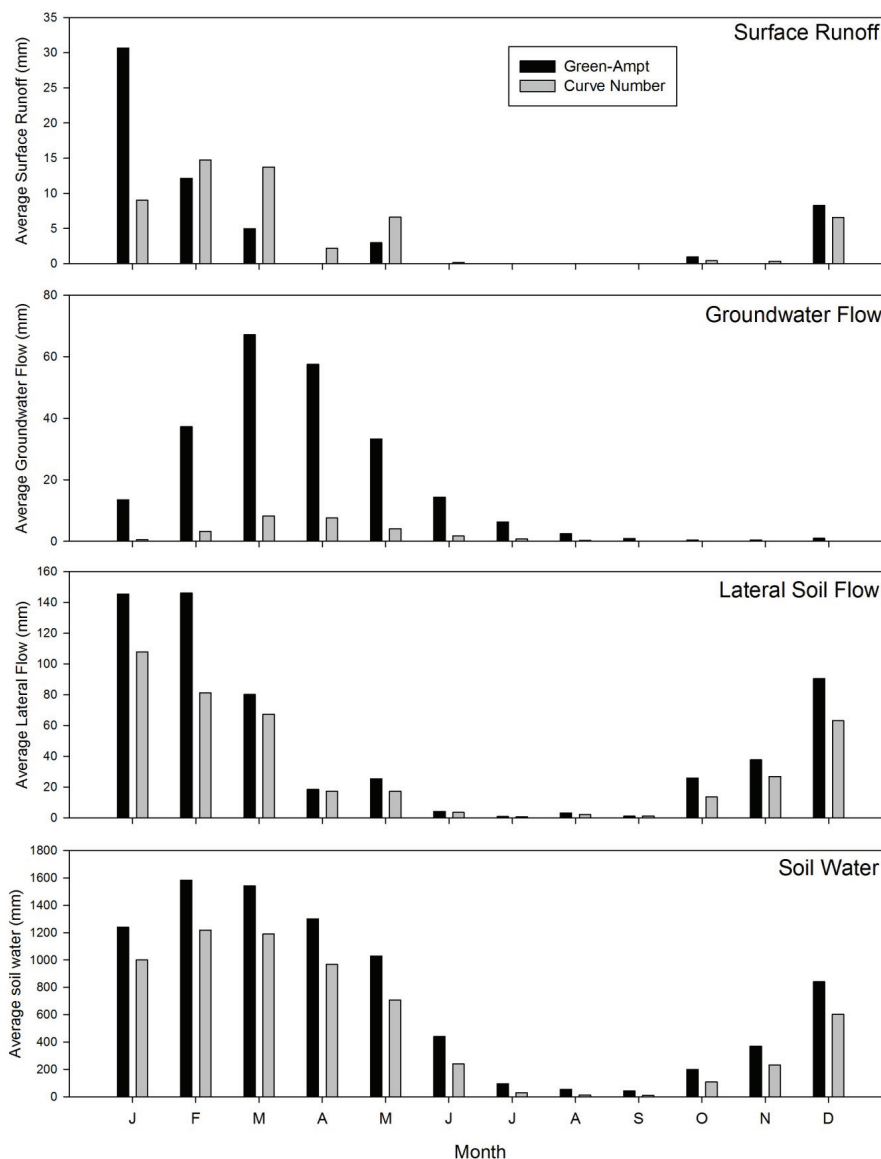 Surface Runoff
Green-Ampt
Curve Number
Average Surface Runoff (mm)
35
30
25
20
15
10
5
0
Groundwater Flow
Average Groundwater Flow (mm)
80
60
40
20
0
Lateral Soil Flow
Average Lateral Flow (mm)
160
140
120
100
80
60
40
20
0
Soil Water
Average soil water (mm)
1800
1600
1400
1200
1000
800
600
400
200
0
J F M A M J J A S O N D
Month